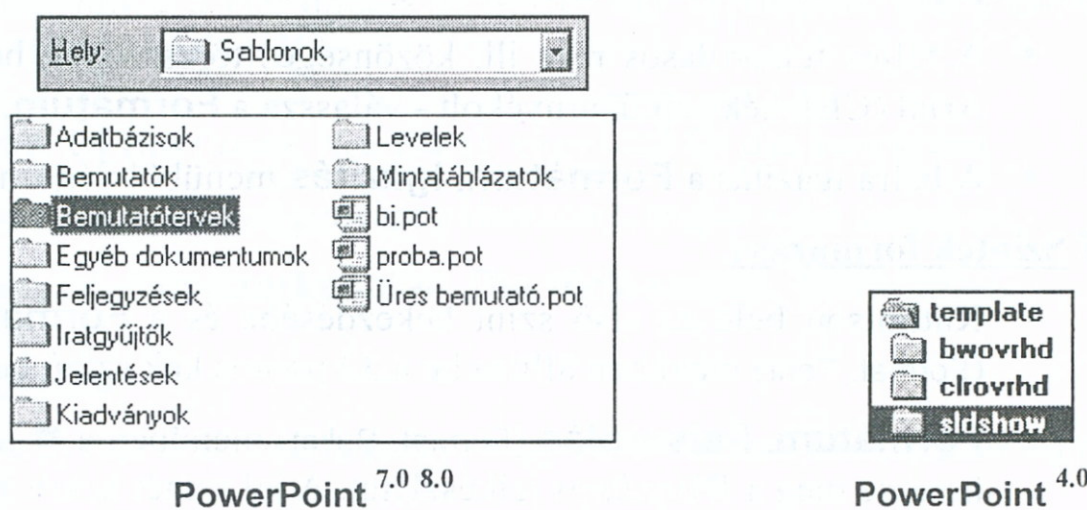 Hely: Sablonok
Adatbázisok
Bemutatók
Bemutatótervek
Egyéb dokumentumok
Feljegyzések
Iratgyűjtők
Jelentések
Kiadványok
Levelek
Mintatáblázatok
bi.pot
proba.pot
Üres bemutató.pot
PowerPoint 7.0 8.0
template
bwovrhd
clrovrhd
sldshow
PowerPoint 4.0